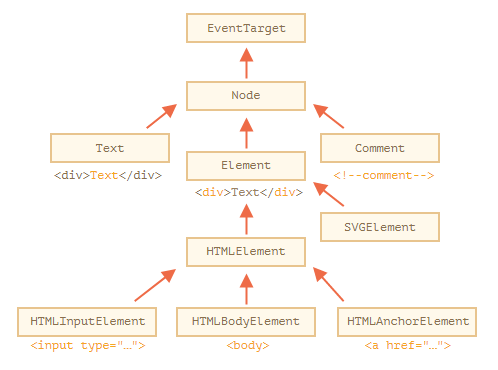 EventTarget
Node
Text
Comment
<div>Text</div>
Element
<!--comment-->
<div>Text</div>
SVGElement
HTMLElement
HTMLInputElement
HTMLBodyElement
HTMLAnchorElement
<input type="…">
<body>
<a href="…">